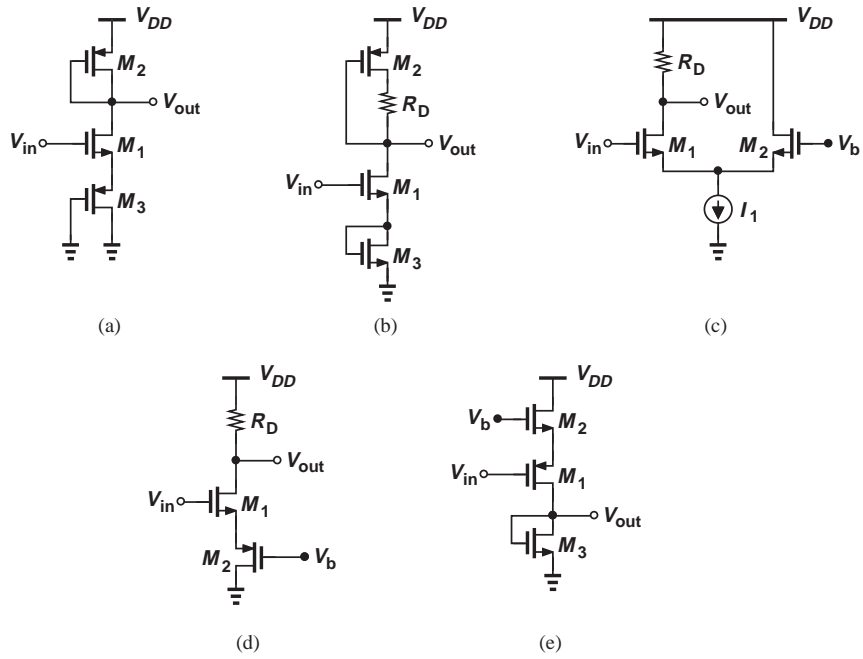 V_DD
M_2
V_out
V_in
M_1
M_3
(a)
V_DD
M_2
R_D
V_out
V_in
M_1
M_3
(b)
V_DD
R_D
V_out
V_in
M_1
M_2
V_b
I_1
(c)
V_DD
R_D
V_out
V_in
M_1
M_2
V_b
(d)
V_DD
V_b
M_2
V_in
M_1
V_out
M_3
(e)